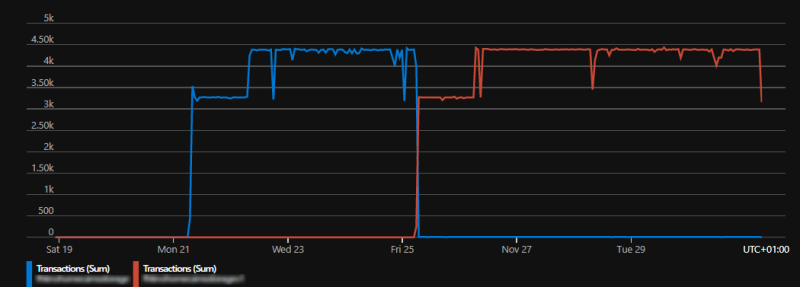 5k
4.50k
4k
3.50k
3k
2.50k
2k
1.50k
1k
500
0
Sat 19 Mon 21 Wed 23 Fri 25 Nov 27 Tue 29 UTC+01:00
Transactions (Sum) Transactions (Sum)